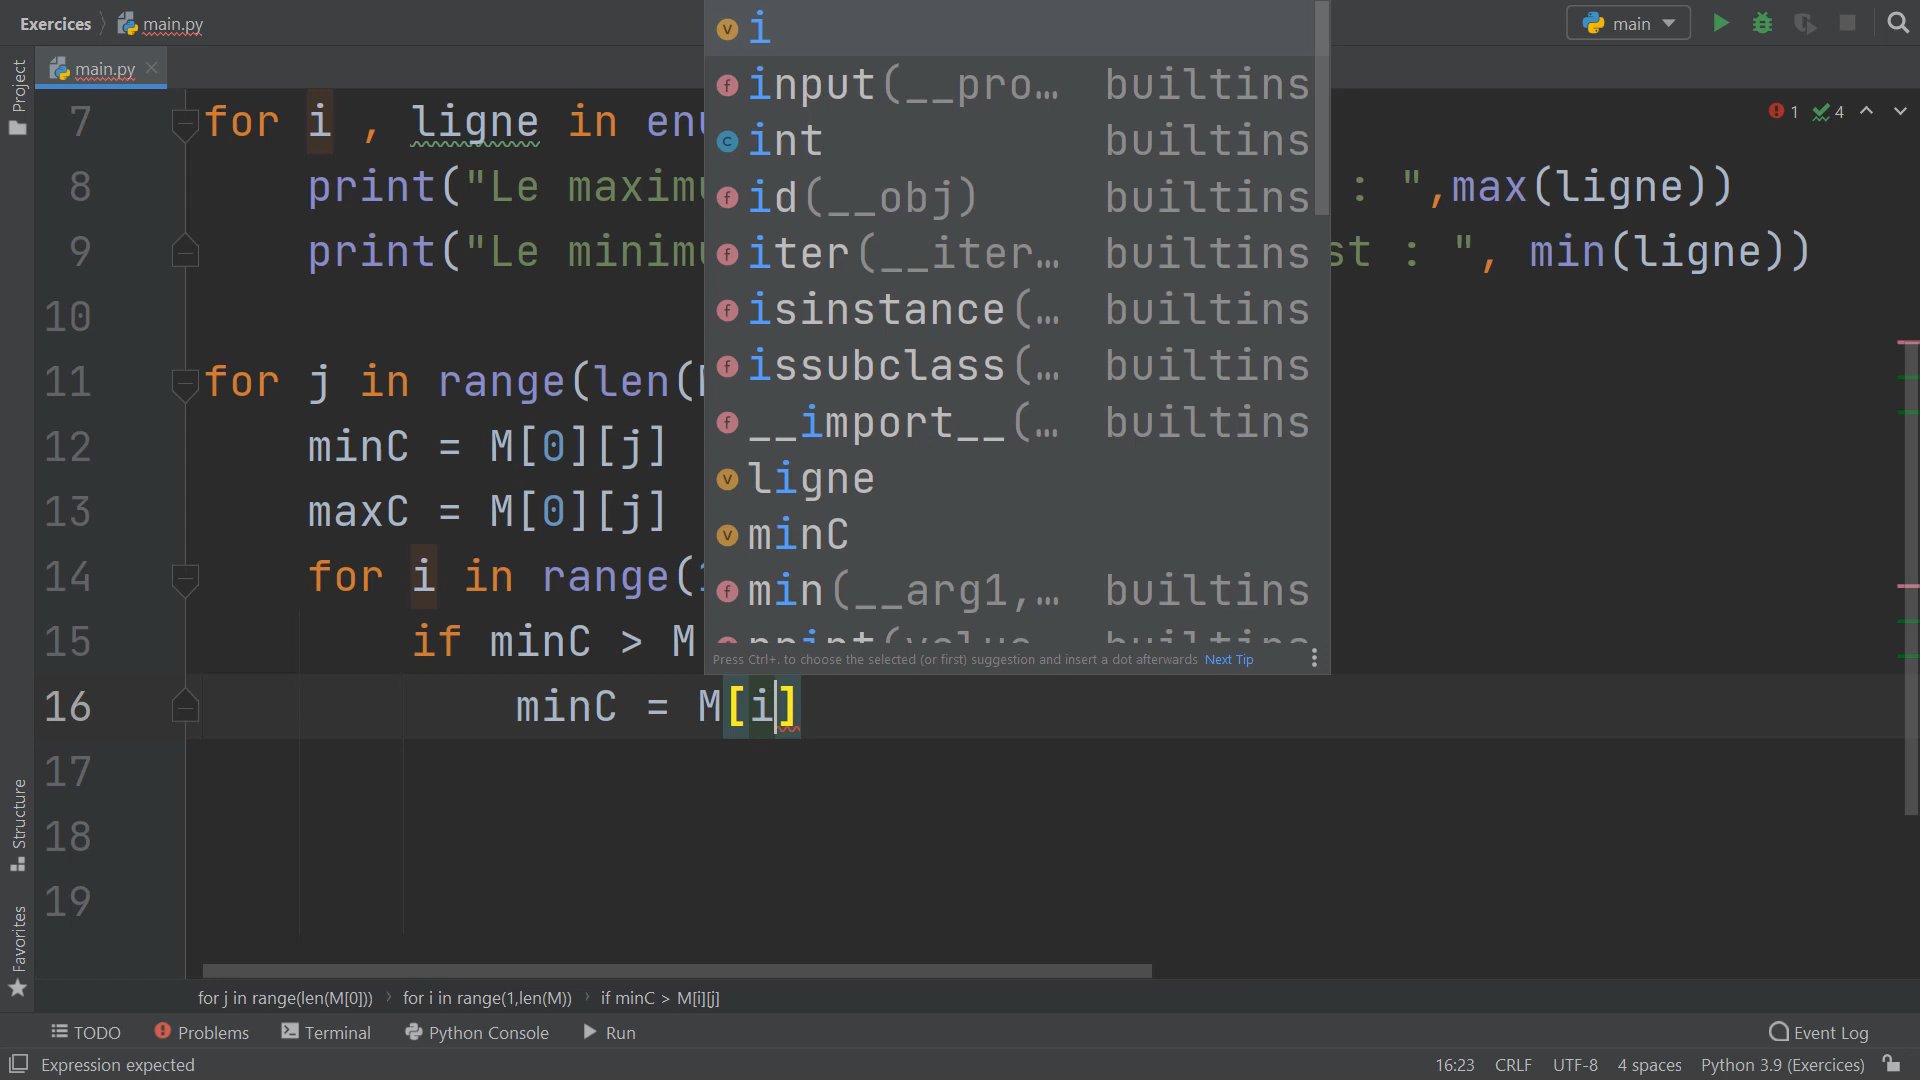 Exercices main.py
main
main.py
Project
1 4
7 for i , ligne in enu
8 print("Le maximu : ",max(ligne))
9 print("Le minimu st : ", min(ligne))
10
11 for j in range(len(
12 minC = M[0][j]
13 maxC = M[0][j]
14 for i in range(
15 if minC > M
16 minC = M[i]
17
18
19
i
input(__pro… builtins
int builtins
id(__obj) builtins
iter(__iter… builtins
isinstance(… builtins
issubclass(… builtins
__import__(… builtins
ligne
minC
min(__arg1,… builtins
print(value builtins
Press Ctrl+. to choose the selected (or first) suggestion and insert a dot afterwards Next Tip
Structure
Favorites
for j in range(len(M[0])) for i in range(1,len(M)) if minC > M[i][j]
TODO Problems Terminal Python Console Run Event Log
Expression expected 16:23 CRLF UTF-8 4 spaces Python 3.9 (Exercices)